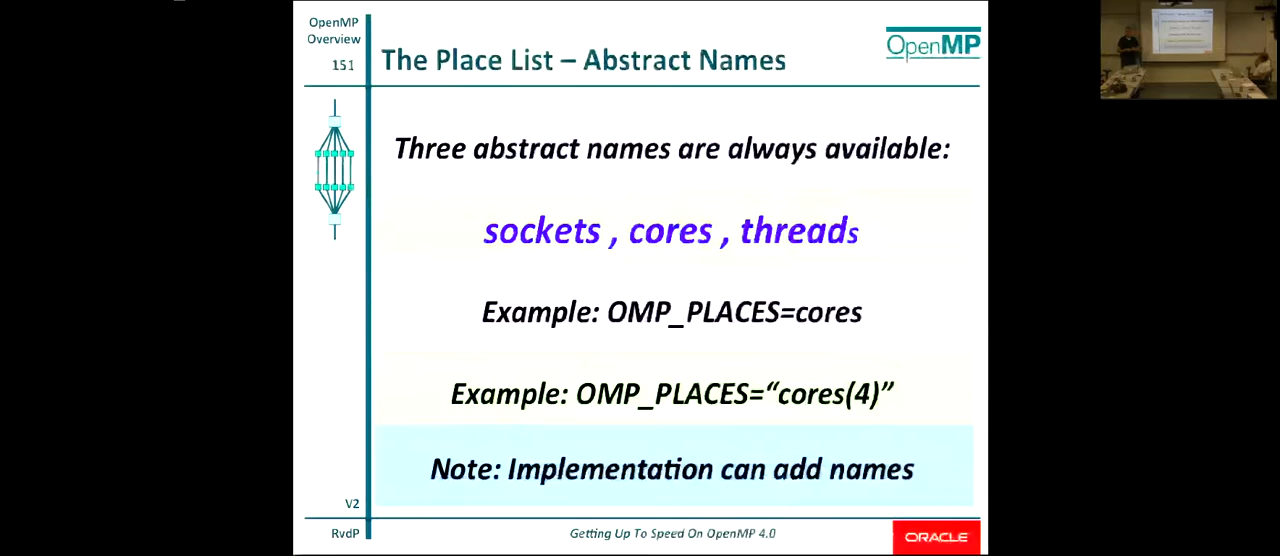 OpenMP
Overview
151
The Place List – Abstract Names
OpenMP
Three abstract names are always available:
sockets , cores , threads
Example: OMP_PLACES=cores
Example: OMP_PLACES=“cores(4)”
Note: Implementation can add names
V2
RvdP
Getting Up To Speed On OpenMP 4.0
ORACLE